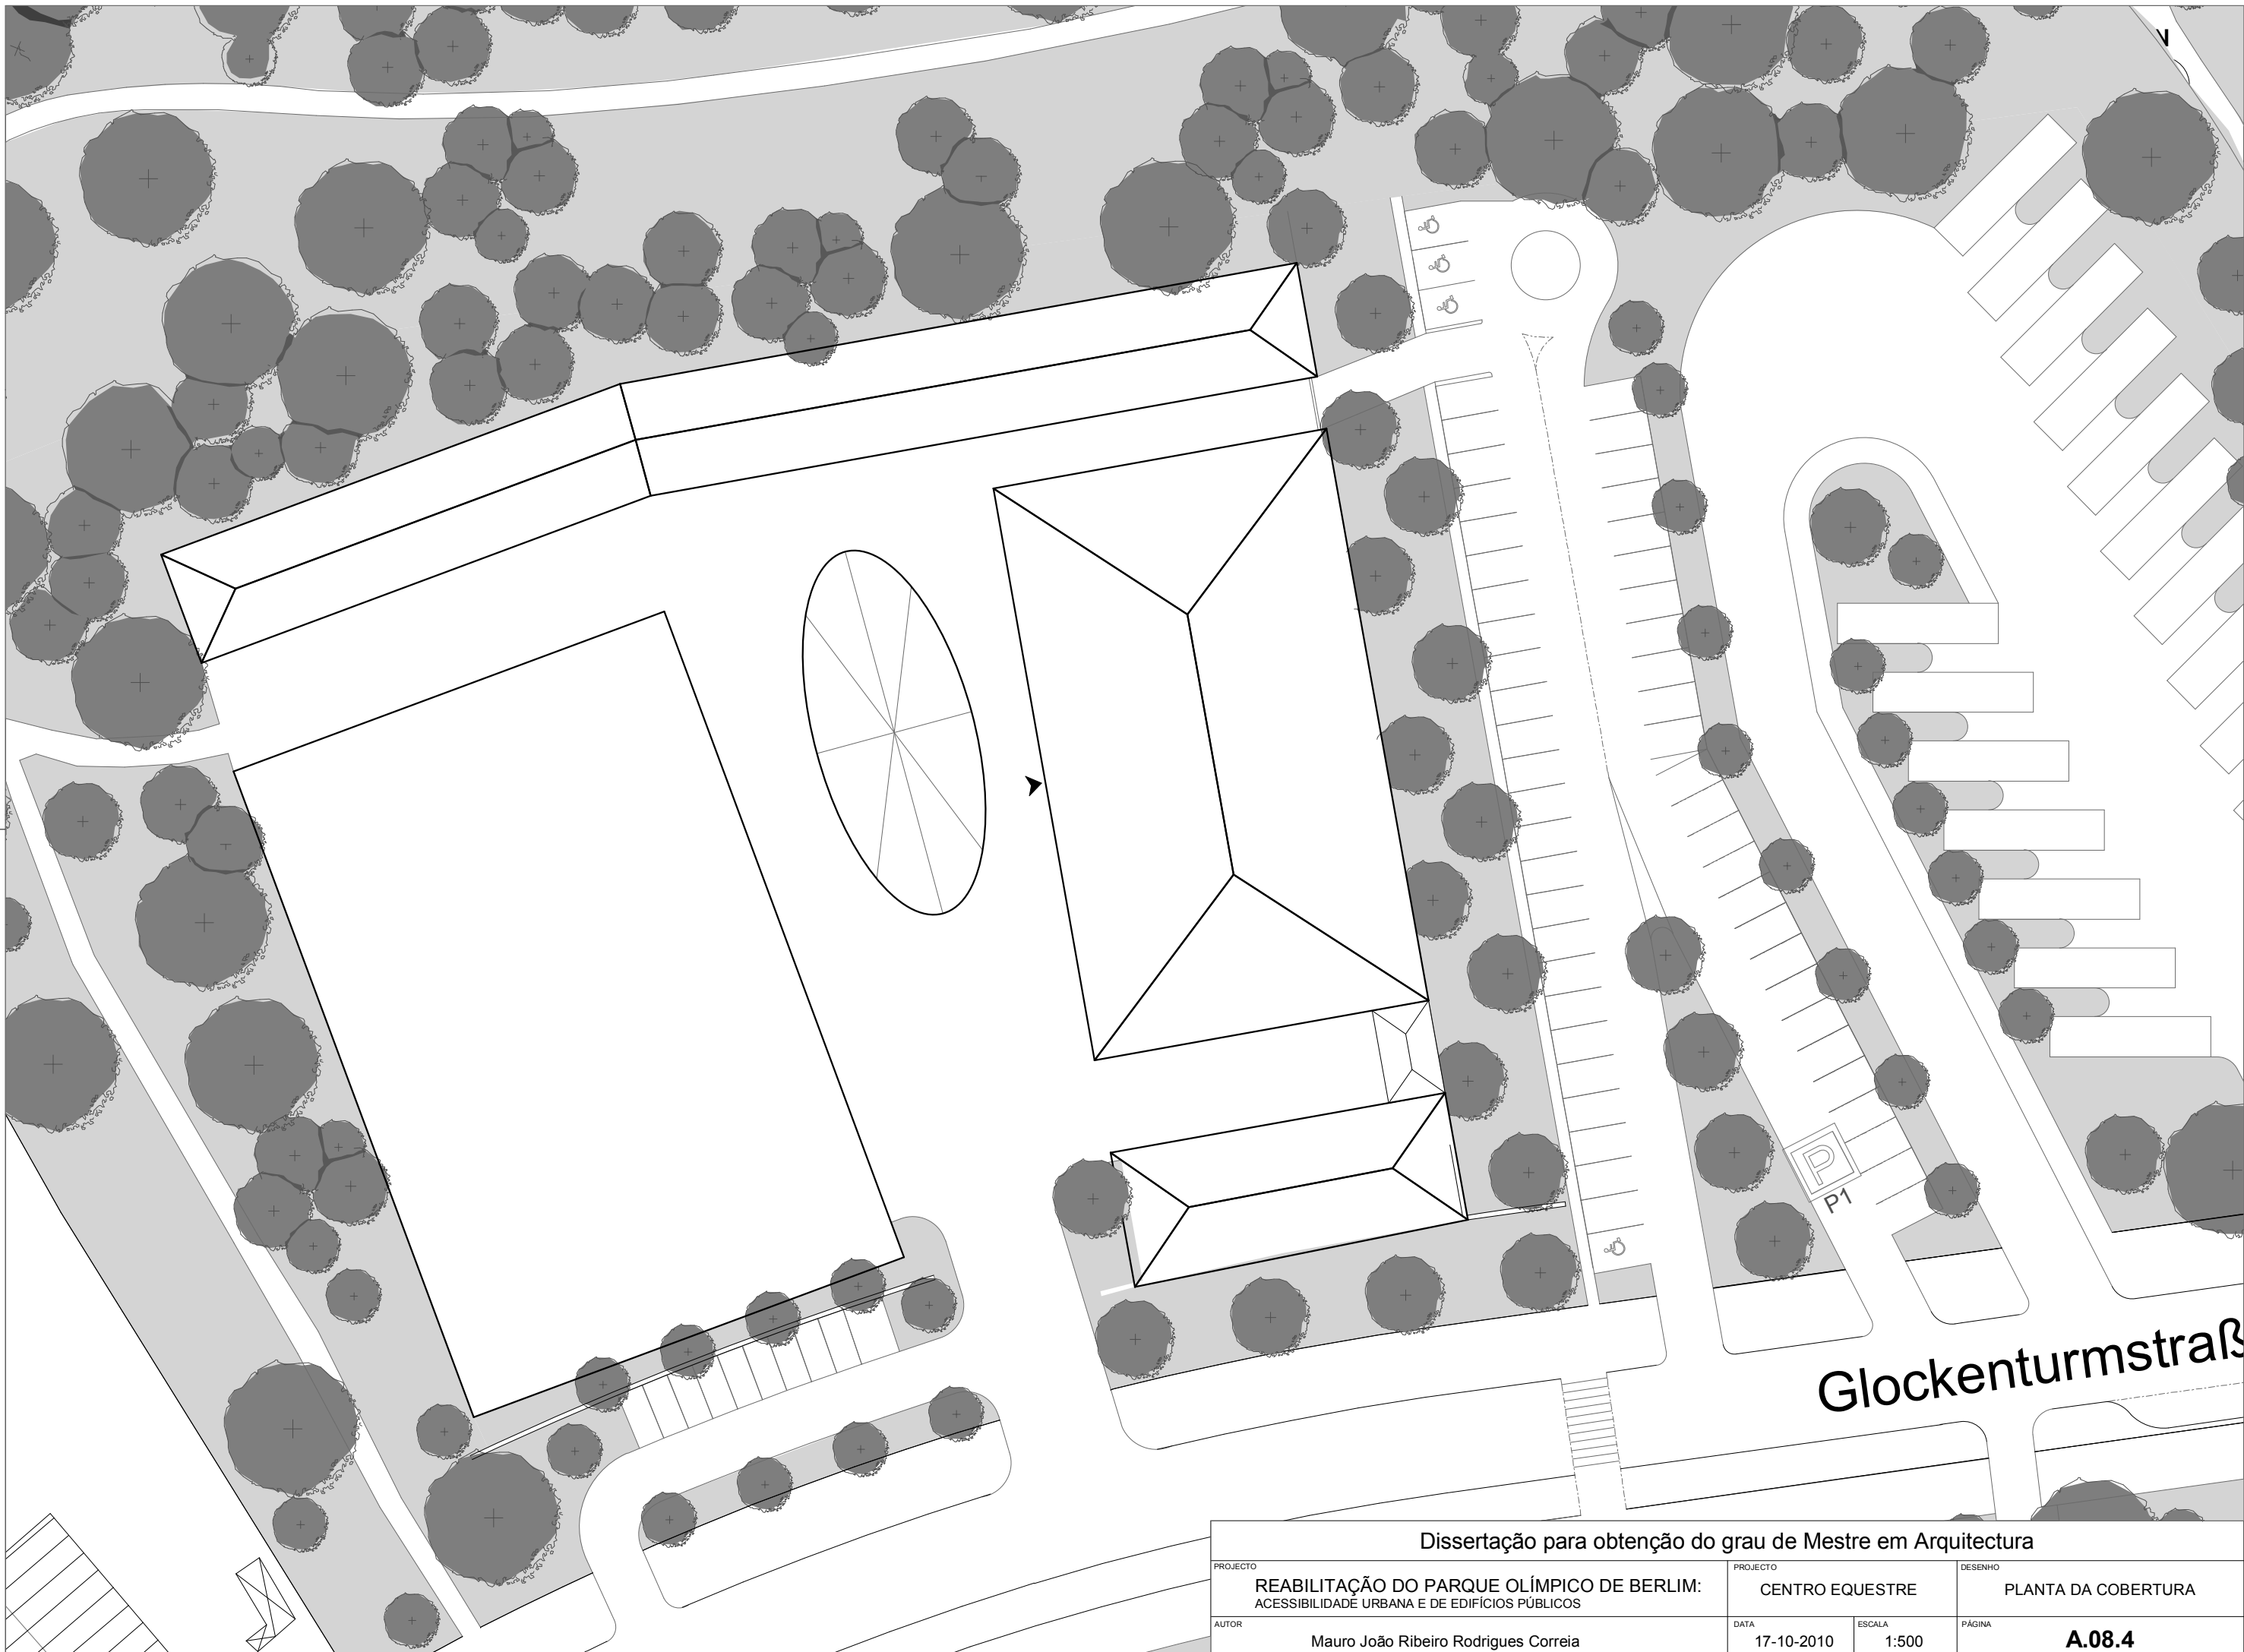 N
P
P1
Glockenturmstraß
Dissertação para obtenção do grau de Mestre em Arquitectura
PROJECTO
REABILITAÇÃO DO PARQUE OLÍMPICO DE BERLIM:
ACESSIBILIDADE URBANA E DE EDIFÍCIOS PÚBLICOS
PROJECTO
CENTRO EQUESTRE
DESENHO
PLANTA DA COBERTURA
AUTOR
Mauro João Ribeiro Rodrigues Correia
DATA
17-10-2010
ESCALA
1:500
PÁGINA
A.08.4